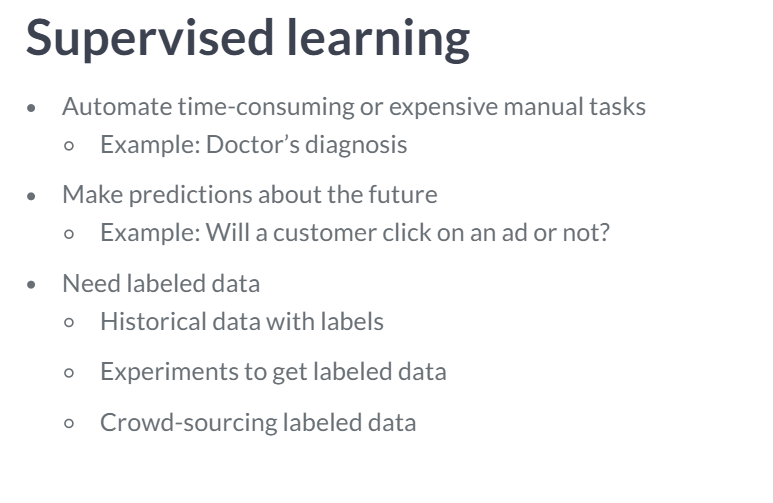 Supervised learning
• Automate time-consuming or expensive manual tasks
◦ Example: Doctor’s diagnosis
• Make predictions about the future
◦ Example: Will a customer click on an ad or not?
• Need labeled data
◦ Historical data with labels
◦ Experiments to get labeled data
◦ Crowd-sourcing labeled data